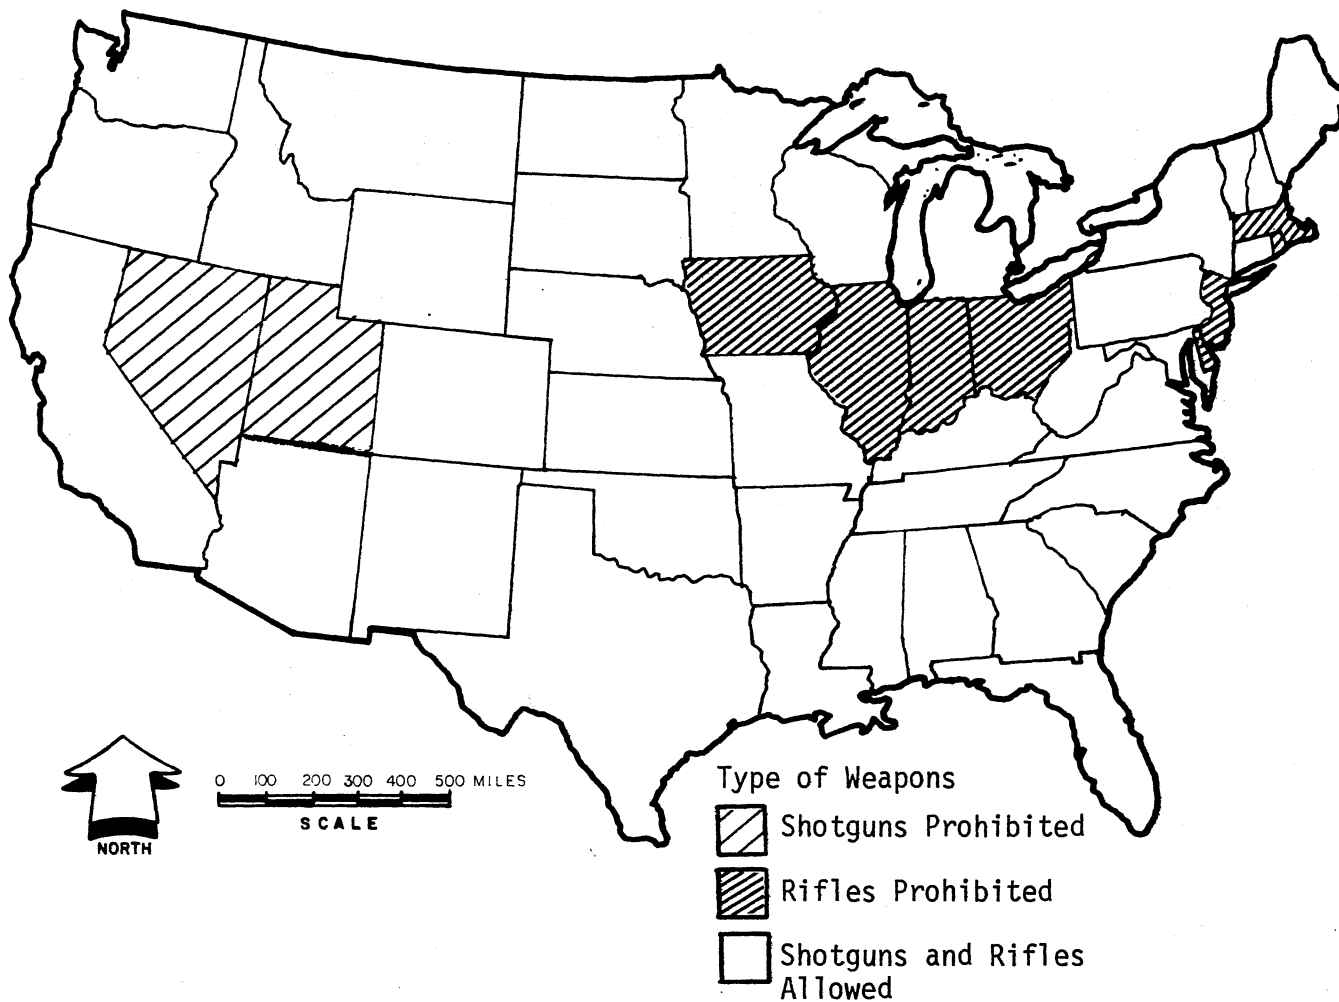 0 100 200 300 400 500 MILES
SCALE
NORTH
Type of Weapons
Shotguns Prohibited
Rifles Prohibited
Shotguns and Rifles
Allowed